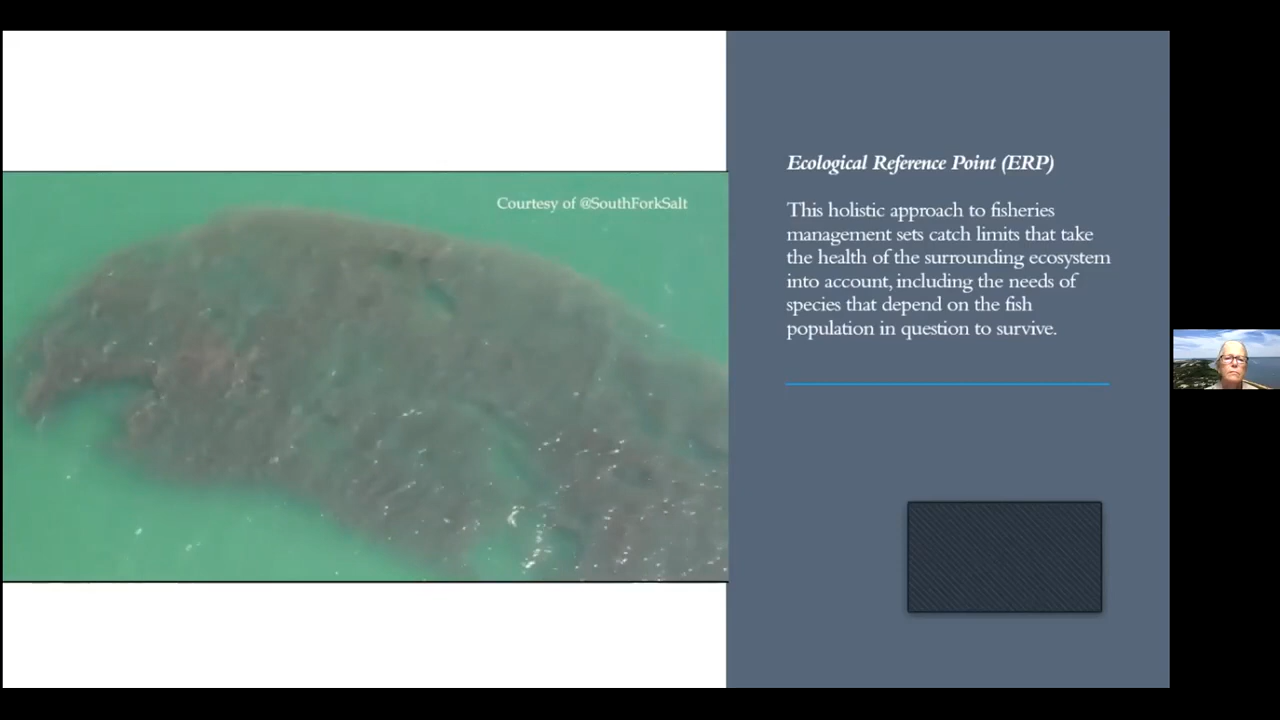 Courtesy of @SouthForkSalt
Ecological Reference Point (ERP)
This holistic approach to fisheries
management sets catch limits that take
the health of the surrounding ecosystem
into account, including the needs of
species that depend on the fish
population in question to survive.